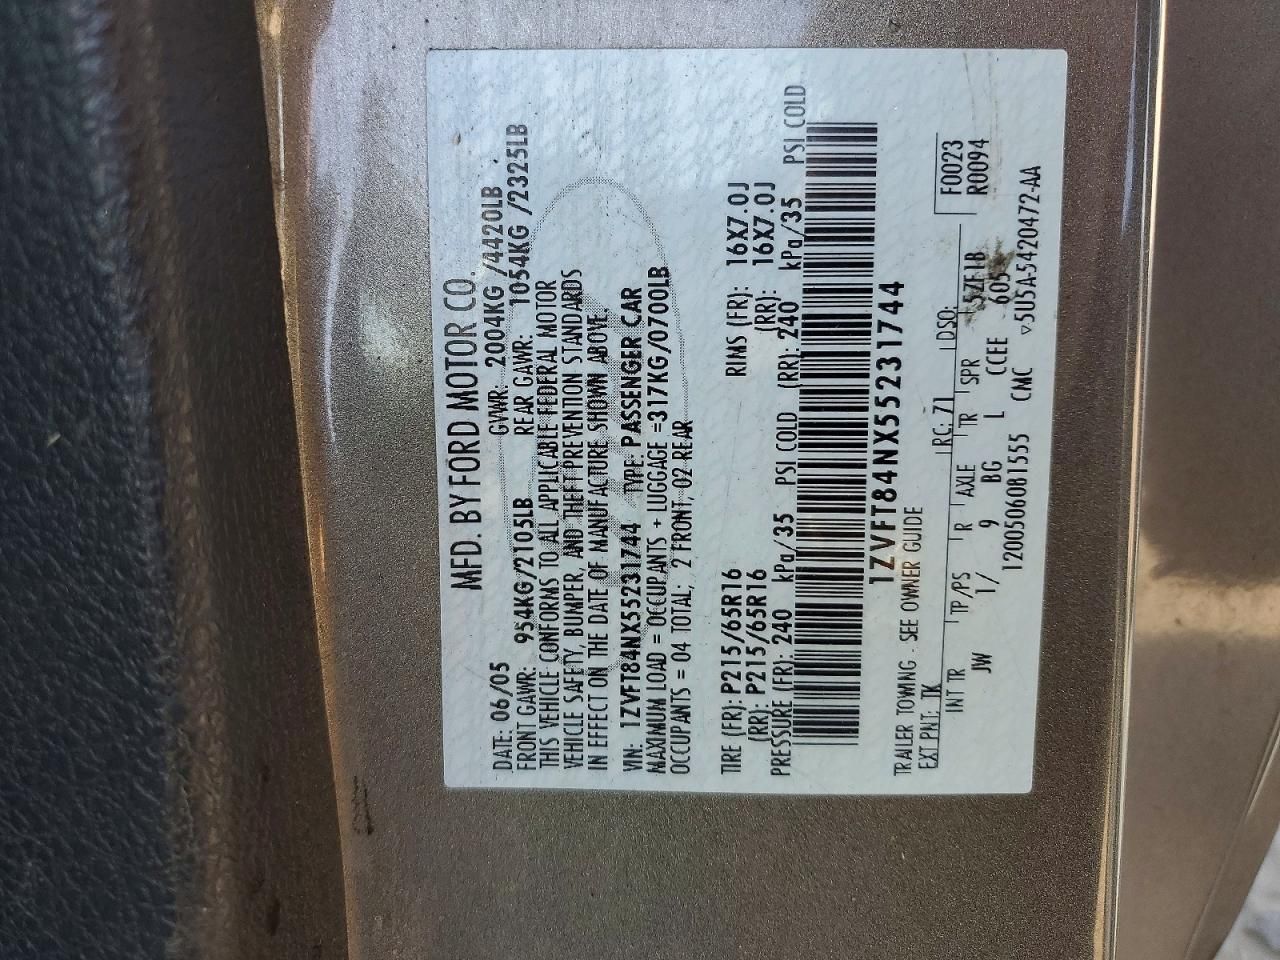 MFD. BY FORD MOTOR CO.
DATE: 06/05 GVWR: 2004KG/4420LB
FRONT GAWR: 954KG/2105LB REAR GAWR: 1054KG/2325LB
THIS VEHICLE CONFORMS TO ALL APPLICABLE FEDERAL MOTOR
VEHICLE SAFETY, BUMPER, AND THEFT PREVENTION STANDARDS
IN EFFECT ON THE DATE OF MANUFACTURE SHOWN ABOVE.
VIN: 1ZVFT84NX55231744 TYPE: PASSENGER CAR
MAXIMUM LOAD = OCCUPANTS + LUGGAGE =317KG/0700LB
OCCUPANTS = 04 TOTAL; 2 FRONT, 02 REAR
TIRE (FR): P215/65R16 RIMS (FR): 16X7.0J
(RR): P215/65R16 (RR): 16X7.0J
PRESSURE (FR): 240 kPa/35 PSI COLD (RR): 240 kPa/35 PSI COLD
1ZVFT84NX55231744
TRAILER TOWING - SEE OWNER GUIDE
EXT PNT: TK RC: 71 DSO: F0023
INT TR TP/PS R AXLE TR SPR R0094
JW 1/ 9 BG L CCEE 605
1200506081555 CMC ▽5U5A-5420472-AA